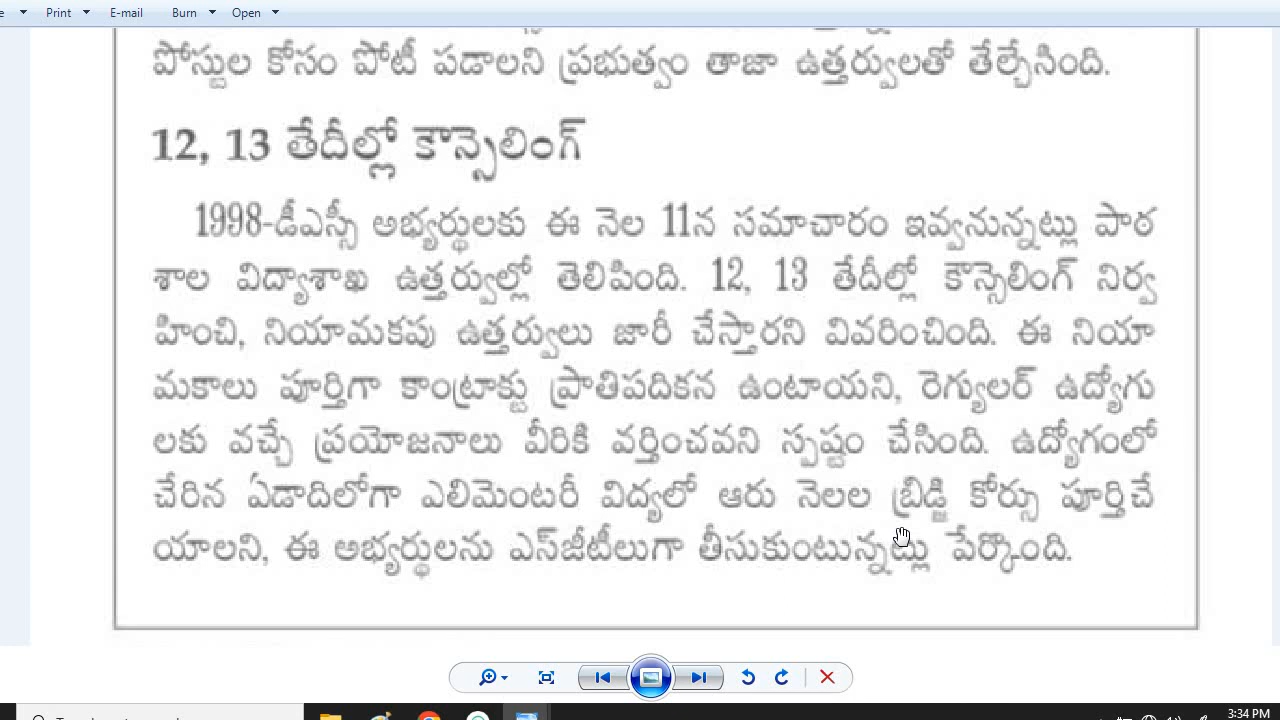 Print
E-mail
Burn
Open
పోస్టుల కోసం పోటీ పడాలని ప్రభుత్వం తాజా ఉత్తర్వులతో తేల్చేసింది.
12, 13 తేదీల్లో కౌన్సెలింగ్
1998-డీఎస్సీ అభ్యర్థులకు ఈ నెల 11న సమాచారం ఇవ్వనున్నట్లు పాఠ
శాల విద్యాశాఖ ఉత్తర్వుల్లో తెలిపింది. 12, 13 తేదీల్లో కౌన్సెలింగ్ నిర్వ
హించి, నియామకపు ఉత్తర్వులు జారీ చేస్తారని వివరించింది. ఈ నియా
మకాలు పూర్తిగా కాంట్రాక్టు ప్రాతిపదికన ఉంటాయని, రెగ్యులర్ ఉద్యోగు
లకు వచ్చే ప్రయోజనాలు వీరికి వర్తించవని స్పష్టం చేసింది. ఉద్యోగంలో
చేరిన ఏడాదిలోగా ఎలిమెంటరీ విద్యలో ఆరు నెలల బ్రిడ్జి కోర్సు పూర్తిచే
యాలని, ఈ అభ్యర్థులను ఎస్‌జీటీలుగా తీసుకుంటున్నట్లు పేర్కొంది.
3:34 PM